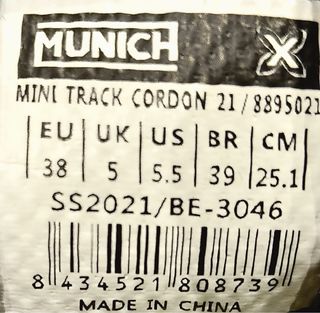 MUNICH X
MINI TRACK CORDON 21/8895021
EU UK US BR CM
38 5 5.5 39 25.1
SS2021/BE-3046
8 434521 808739
MADE IN CHINA